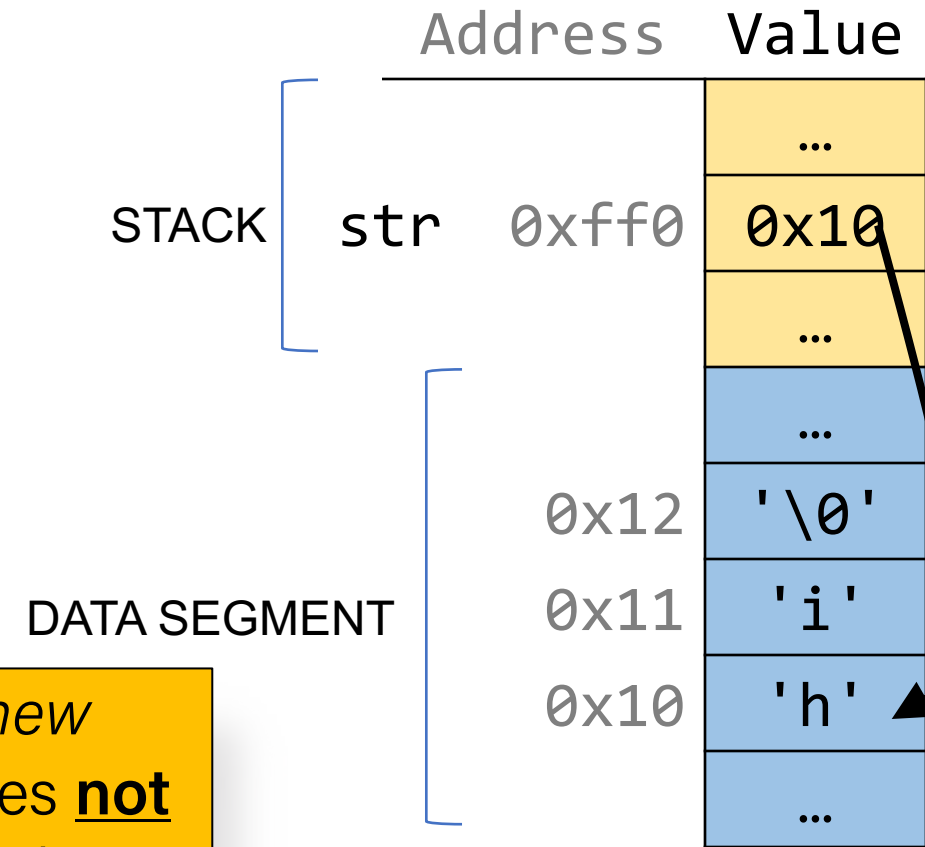 Address Value
…
STACK str 0xff0 0x10
…
…
0x12 '\0'
0x11 'i'
DATA SEGMENT
0x10 'h'
new
es not
…